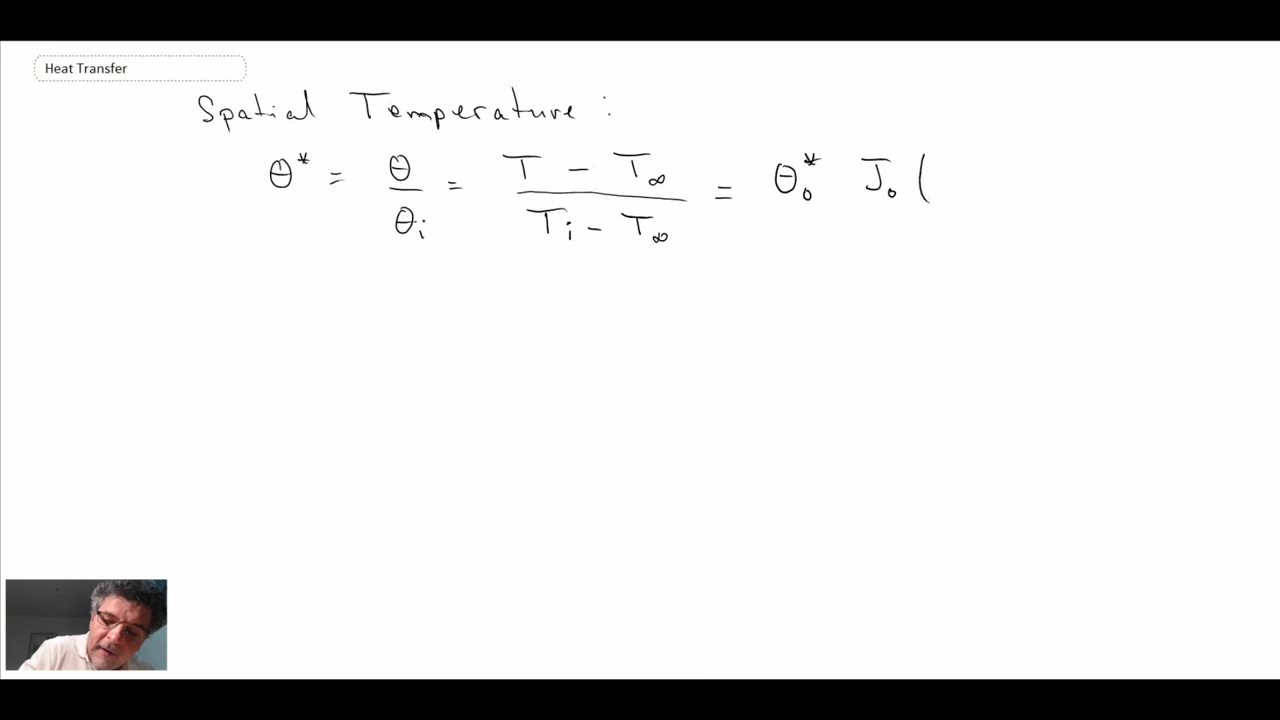 Heat Transfer
Spatial Temperature:
θ* = θ/θi = (T - T∞)/(Ti - T∞) = θ₀* J₀ (